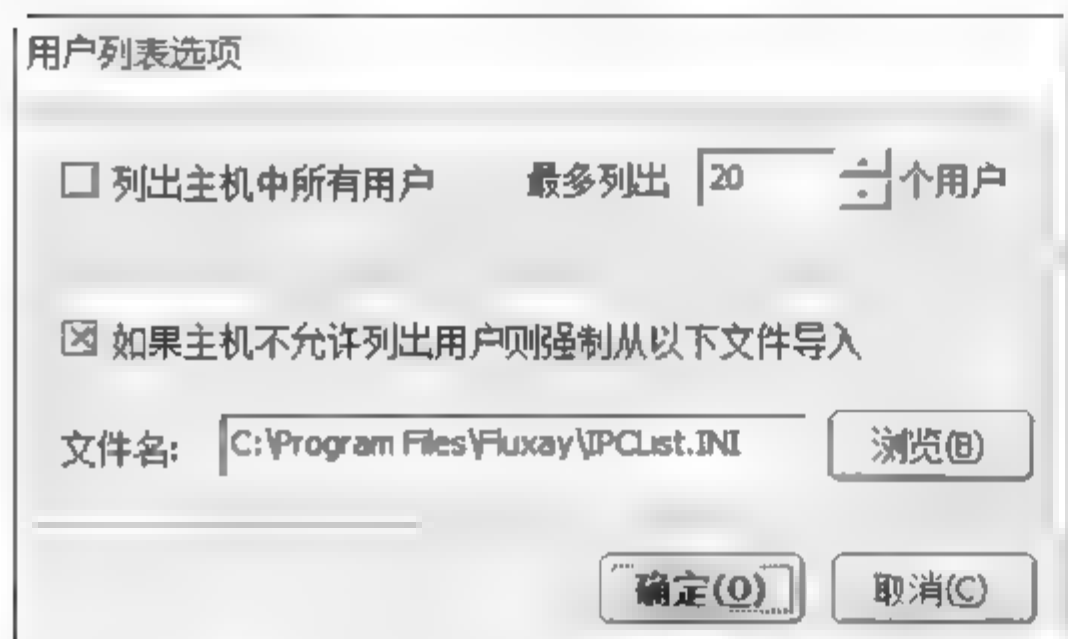 用户列表选项
列出主机中所有用户 最多列出 20 个用户
如果主机不允许列出用户则强制从以下文件导入
文件名: C:\Program Files\Fluxay\IPCList.INI 浏览(B)
确定(O) 取消(C)